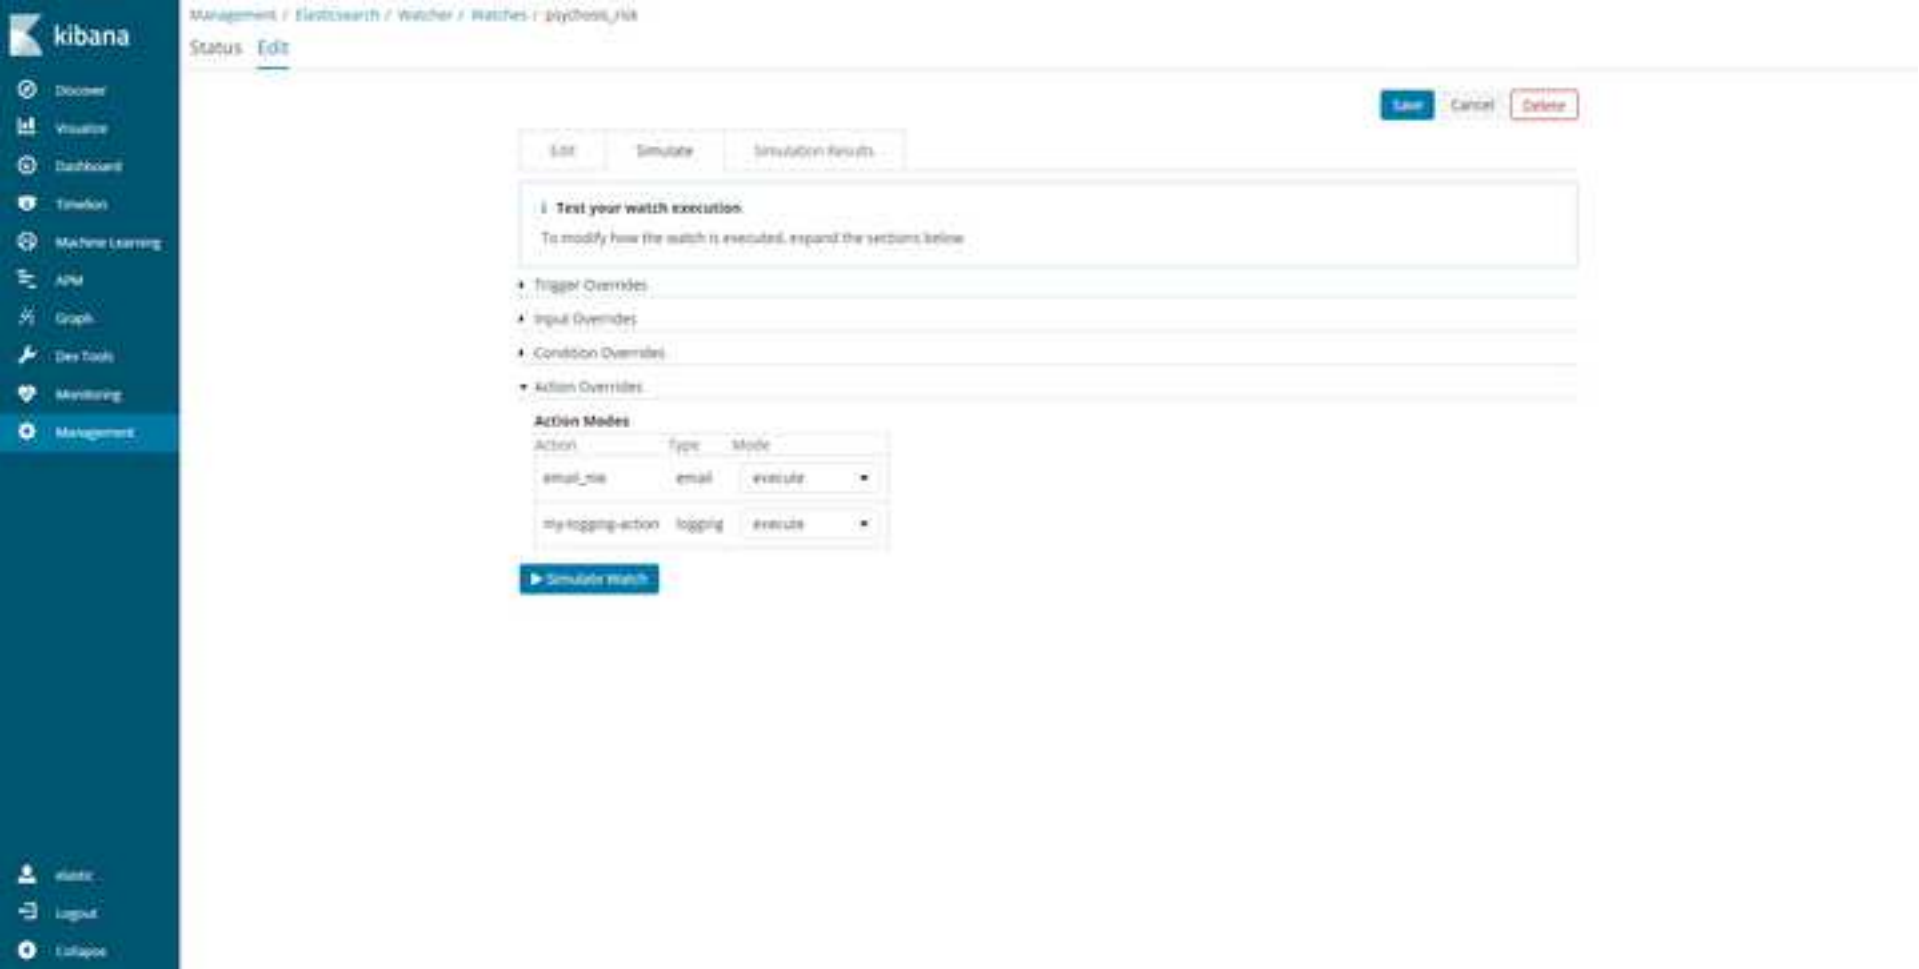 kibana
Discover
Visualize
Dashboard
Timelion
Machine Learning
APM
Graph
Dev Tools
Monitoring
Management
elastic
Logout
Collapse
Management / Elasticsearch / Watcher / Watches / psychosis_risk
Status Edit
Save Cancel Delete
Edit Simulate Simulation Results
i Test your watch execution
To modify how the watch is executed, expand the sections below
Trigger Overrides
Input Overrides
Condition Overrides
Action Overrides
Action Modes
Action Type Mode
email_me email execute
my-logging-action logging execute
Simulate Watch